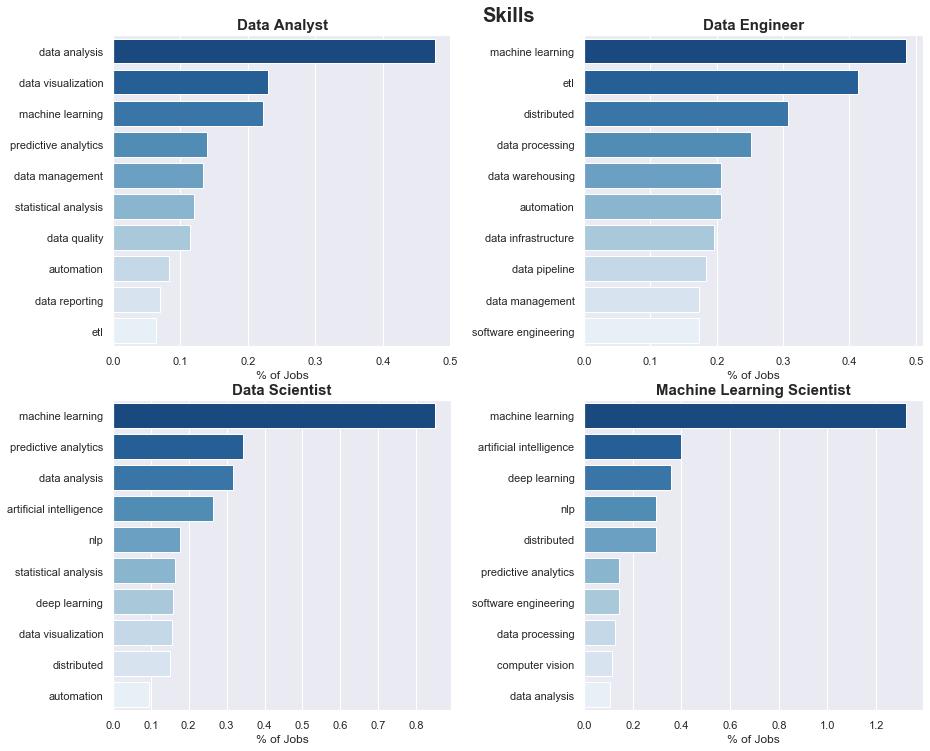 Skills
Data Analyst
data analysis
data visualization
machine learning
predictive analytics
data management
statistical analysis
data quality
automation
data reporting
etl
0.0 0.1 0.2 0.3 0.4 0.5
% of Jobs
Data Engineer
machine learning
etl
distributed
data processing
data warehousing
automation
data infrastructure
data pipeline
data management
software engineering
0.0 0.1 0.2 0.3 0.4 0.5
% of Jobs
Data Scientist
machine learning
predictive analytics
data analysis
artificial intelligence
nlp
statistical analysis
deep learning
data visualization
distributed
automation
0.0 0.1 0.2 0.3 0.4 0.5 0.6 0.7 0.8
% of Jobs
Machine Learning Scientist
machine learning
artificial intelligence
deep learning
nlp
distributed
predictive analytics
software engineering
data processing
computer vision
data analysis
0.0 0.2 0.4 0.6 0.8 1.0 1.2
% of Jobs